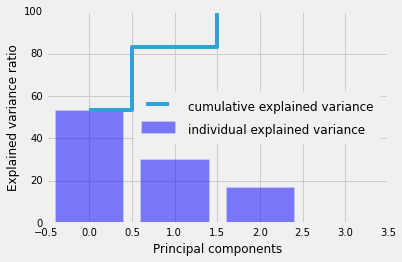 100
80
60
40
20
0
Explained variance ratio
cumulative explained variance
individual explained variance
−0.5 0.0 0.5 1.0 1.5 2.0 2.5 3.0 3.5
Principal components